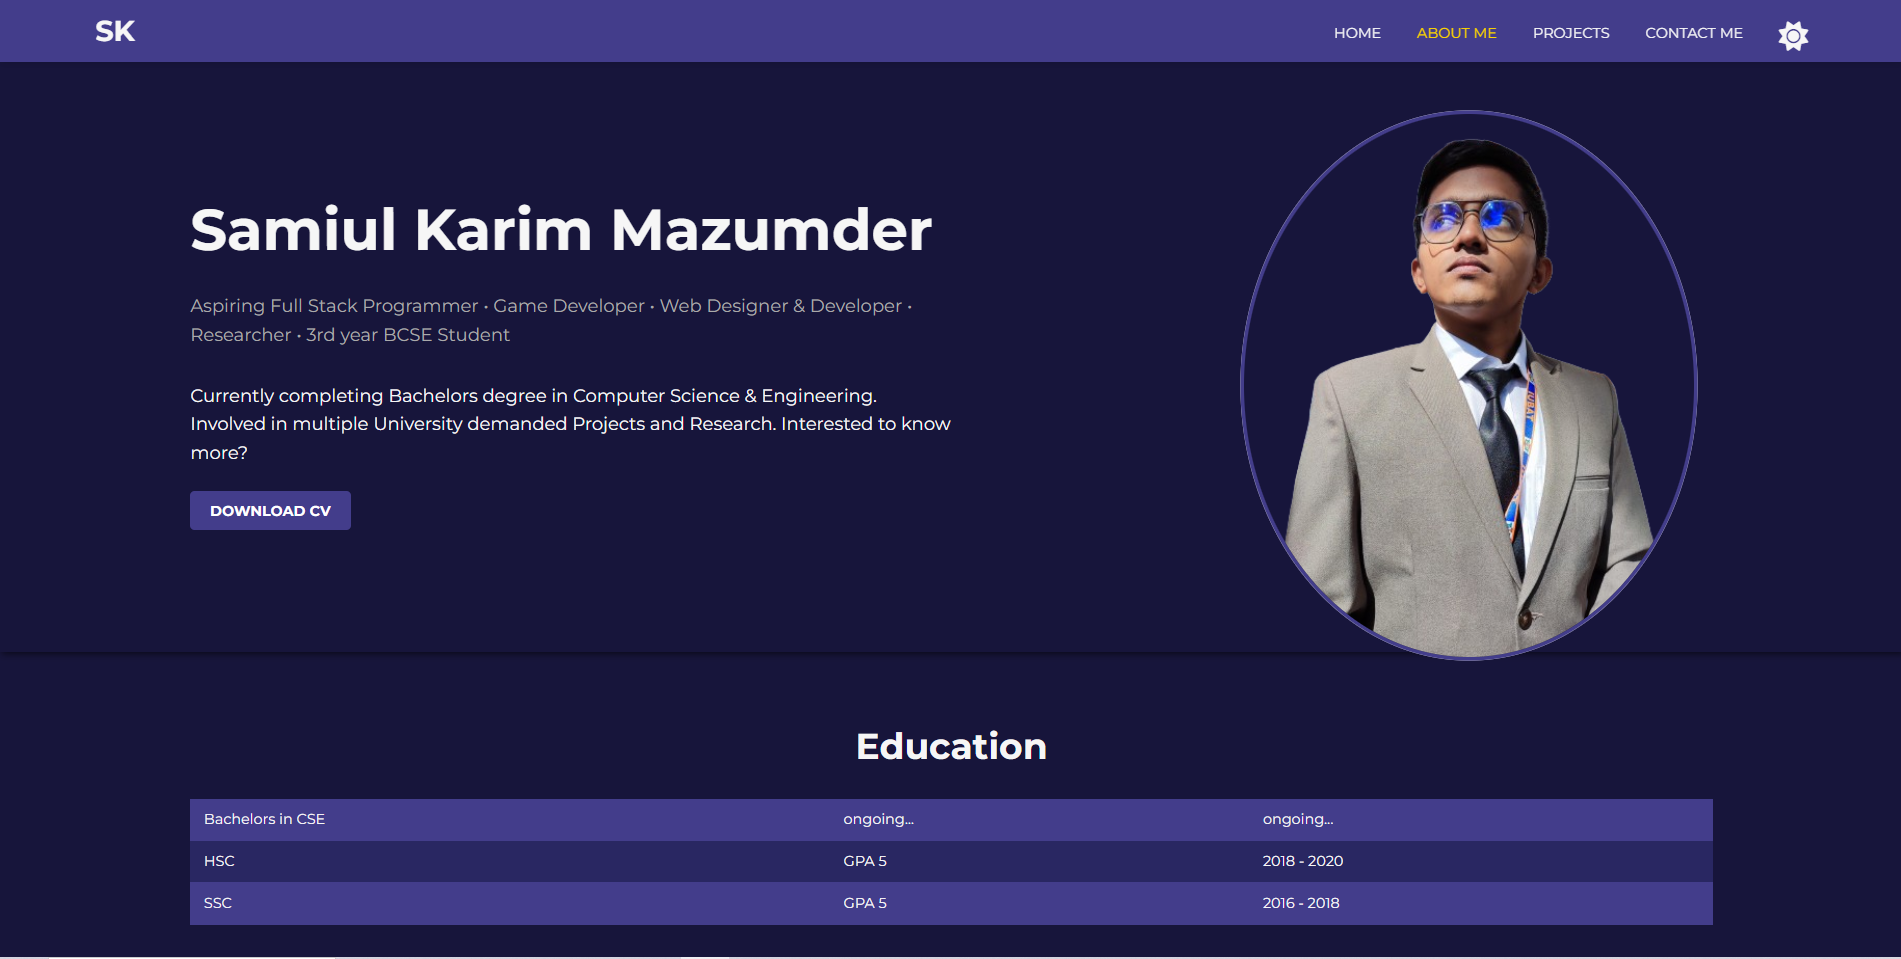 SK
HOME
ABOUT ME
PROJECTS
CONTACT ME
Samiul Karim Mazumder
Aspiring Full Stack Programmer • Game Developer • Web Designer & Developer •
Researcher • 3rd year BCSE Student
Currently completing Bachelors degree in Computer Science & Engineering.
Involved in multiple University demanded Projects and Research. Interested to know
more?
DOWNLOAD CV
IUBAT
Education
Bachelors in CSE ongoing... ongoing...
HSC GPA 5 2018 - 2020
SSC GPA 5 2016 - 2018